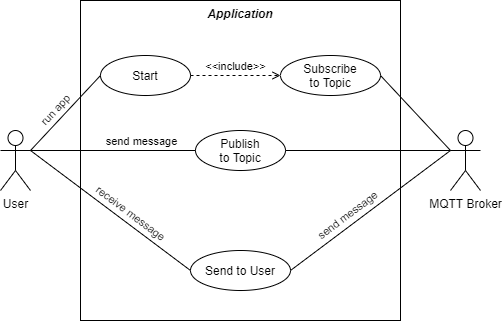 Application
<<include>>
Start
Subscribe
to Topic
run app
send message
Publish
to Topic
User
MQTT Broker
receive message
send message
Send to User